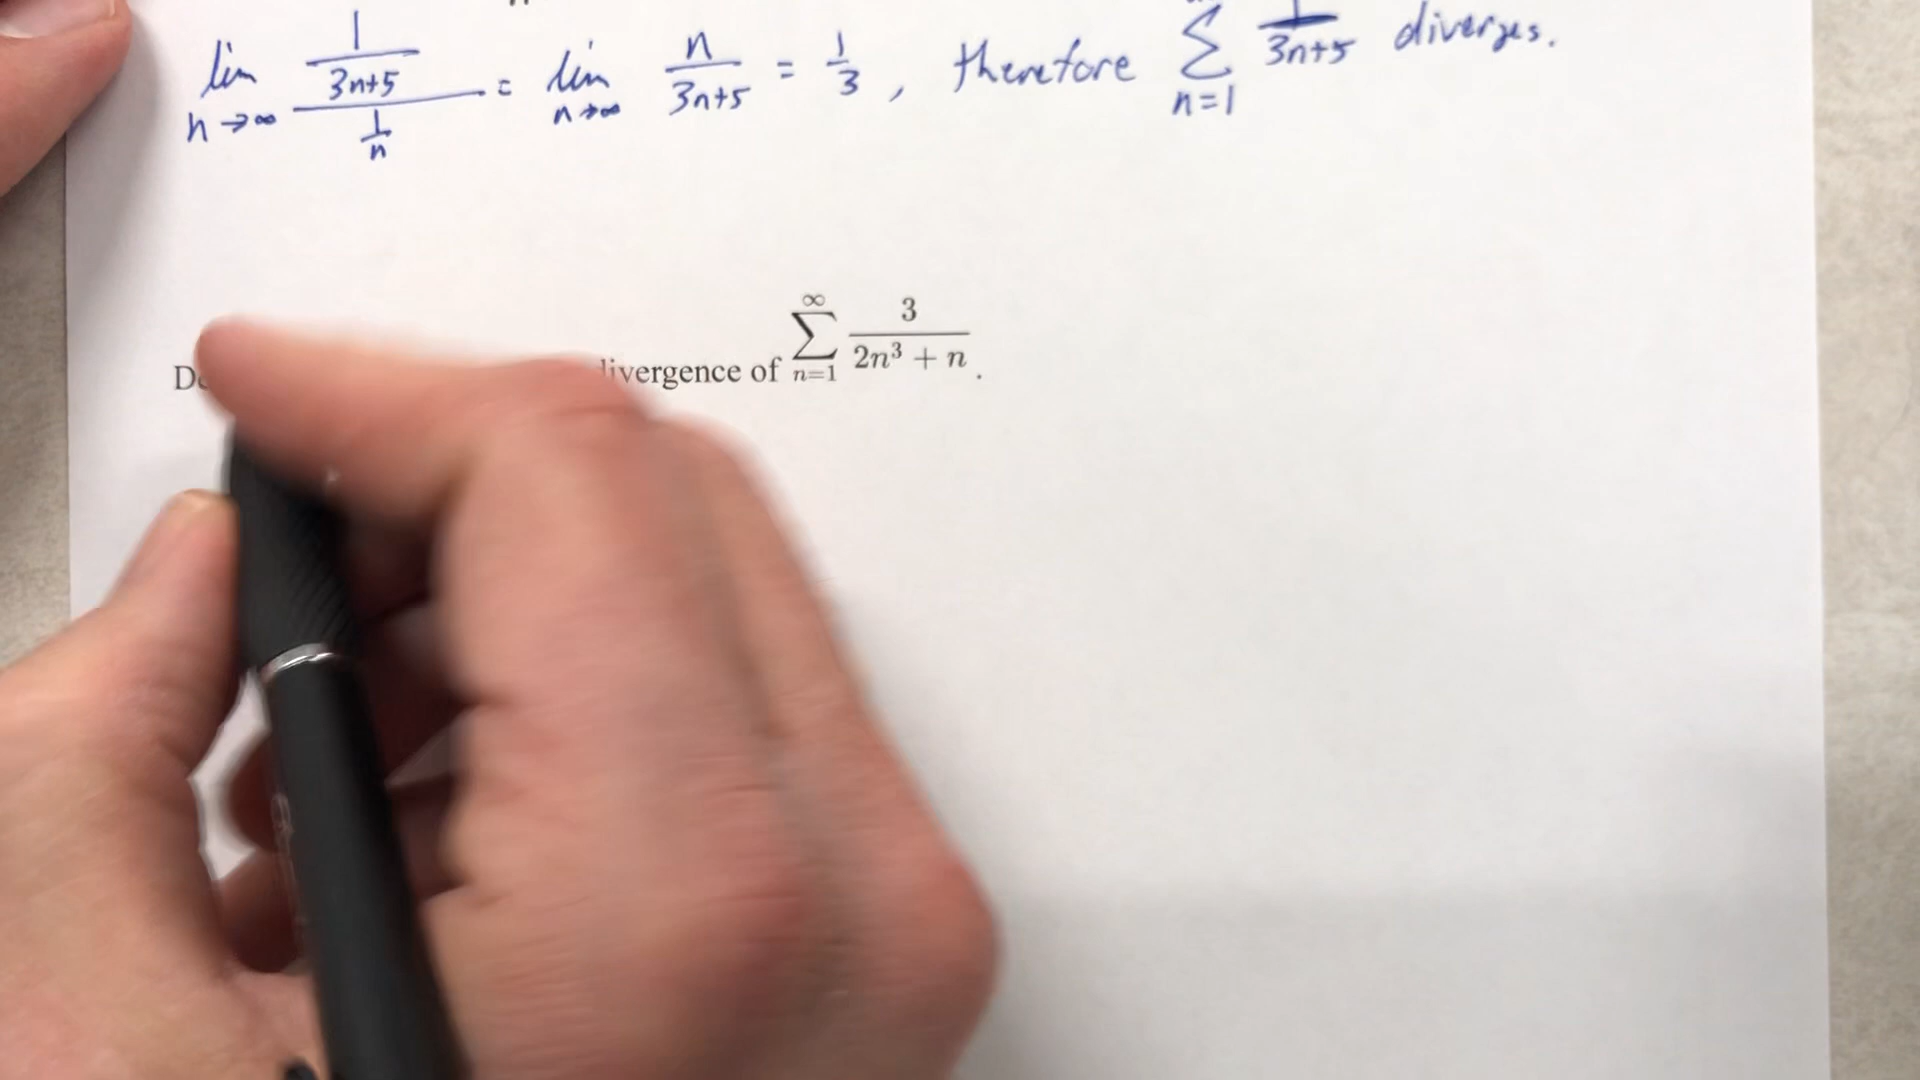 lim n→∞ (1/(3n+5))/(1/n) = lim n→∞ n/(3n+5) = 1/3 , therefore ∑ n=1 1/(3n+5) diverges.
of ∑_{n=1}^{∞} 3/(2n³ + n) .